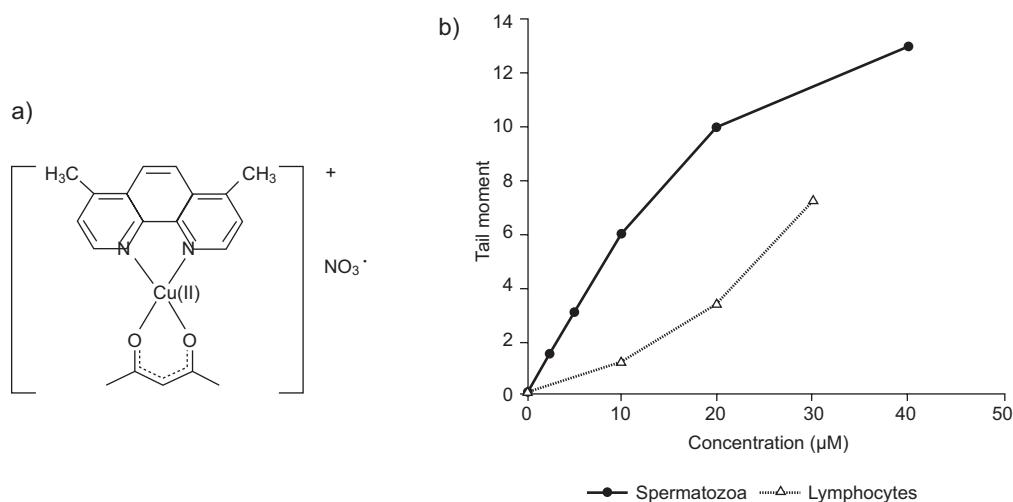 a)
H₃C
CH₃
N
N
Cu(II)
O
O
+
NO₃·
b)
14
12
10
8
6
4
2
0
Tail moment
0 10 20 30 40 50
Concentration (µM)
Spermatozoa Lymphocytes